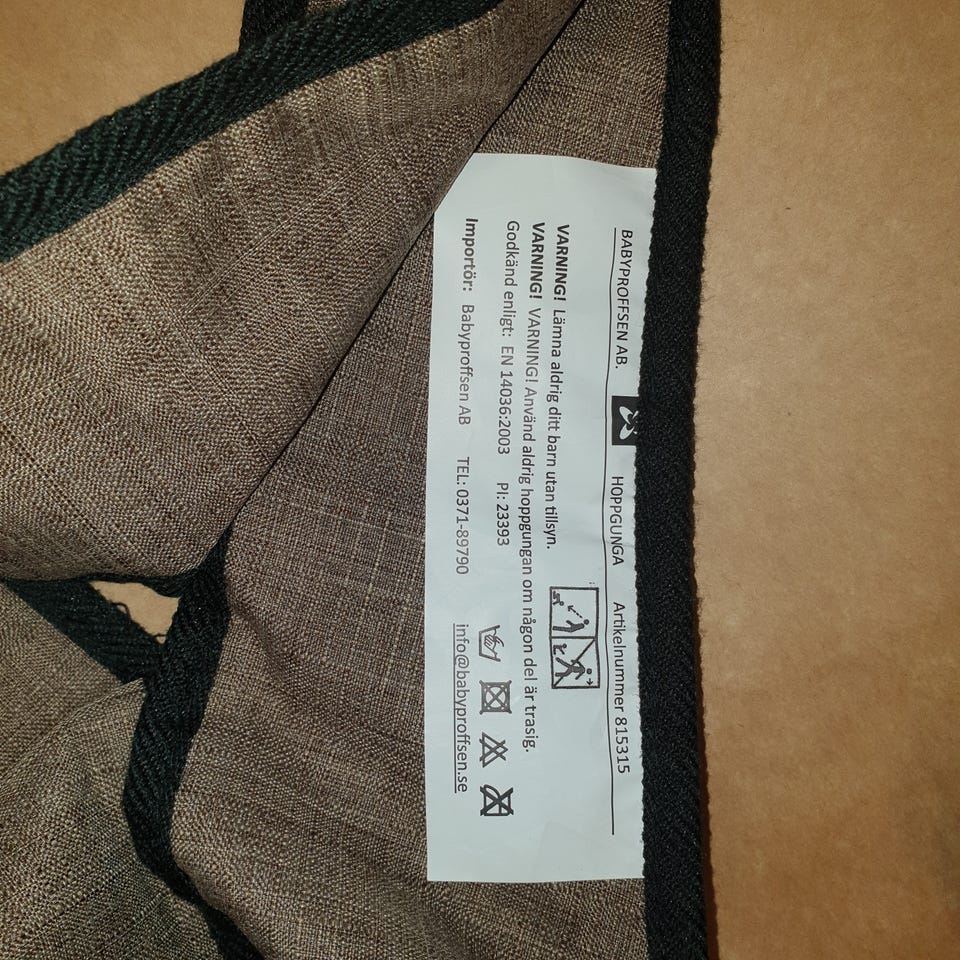 BABYPROFFSEN AB. HOPPGUNGA Artikelnummer 815315
VARNING! Lämna aldrig ditt barn utan tillsyn.
VARNING! VARNING! Använd aldrig hoppgungan om någon del är trasig.
Godkänd enligt: EN 14036:2003 PI: 23393
Importör: Babyproffsen AB TEL: 0371-89790 info@babyproffsen.se